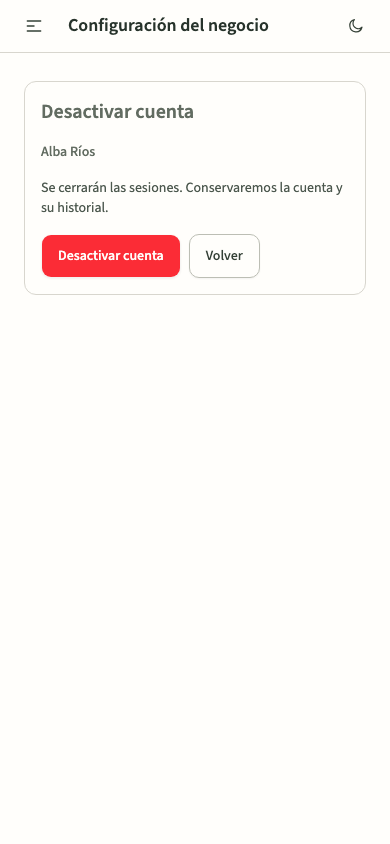 Configuración del negocio
Desactivar cuenta
Alba Ríos
Se cerrarán las sesiones. Conservaremos la cuenta y
su historial.
Desactivar cuenta
Volver